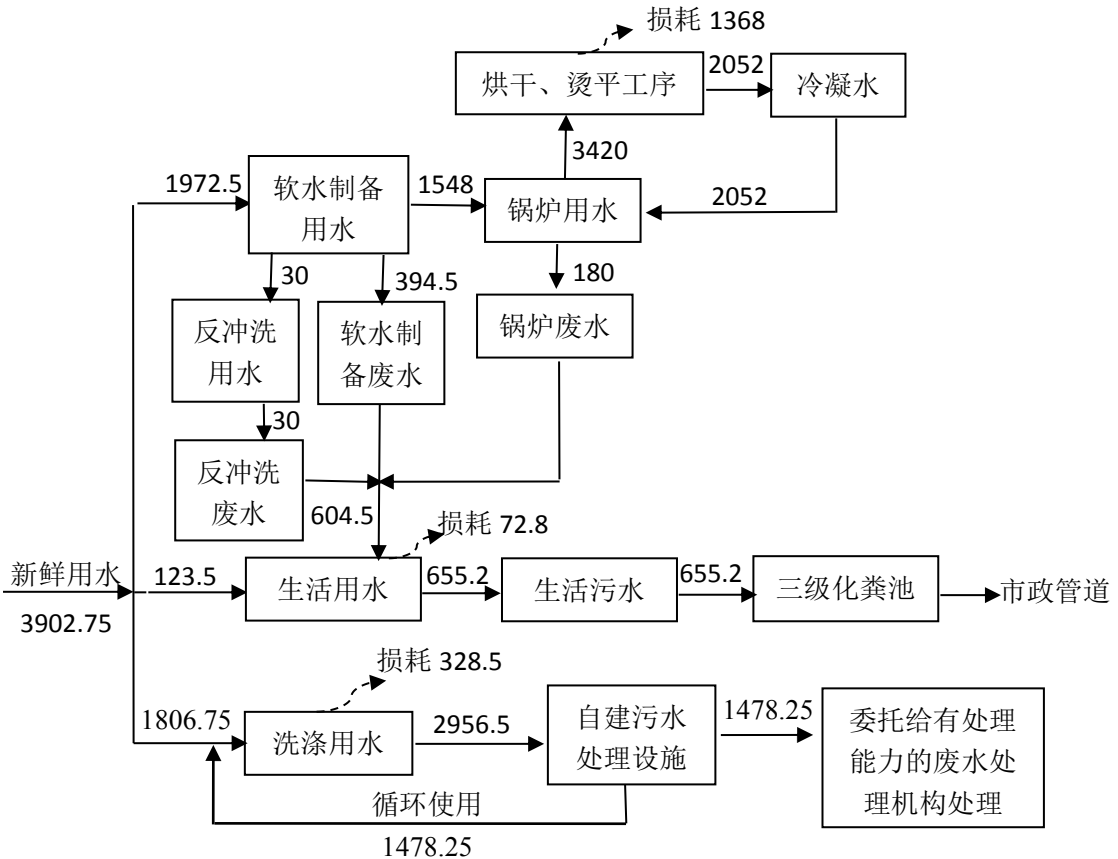 损耗 1368
烘干、烫平工序
2052
冷凝水
3420
1972.5
软水制备
用水
1548
锅炉用水
2052
30
394.5
180
反冲洗
用水
软水制
备废水
锅炉废水
30
反冲洗
废水
604.5
损耗 72.8
新鲜用水
3902.75
123.5
生活用水
655.2
生活污水
655.2
三级化粪池
市政管道
损耗 328.5
1806.75
洗涤用水
2956.5
自建污水
处理设施
1478.25
委托给有处理
能力的废水处
理机构处理
循环使用
1478.25